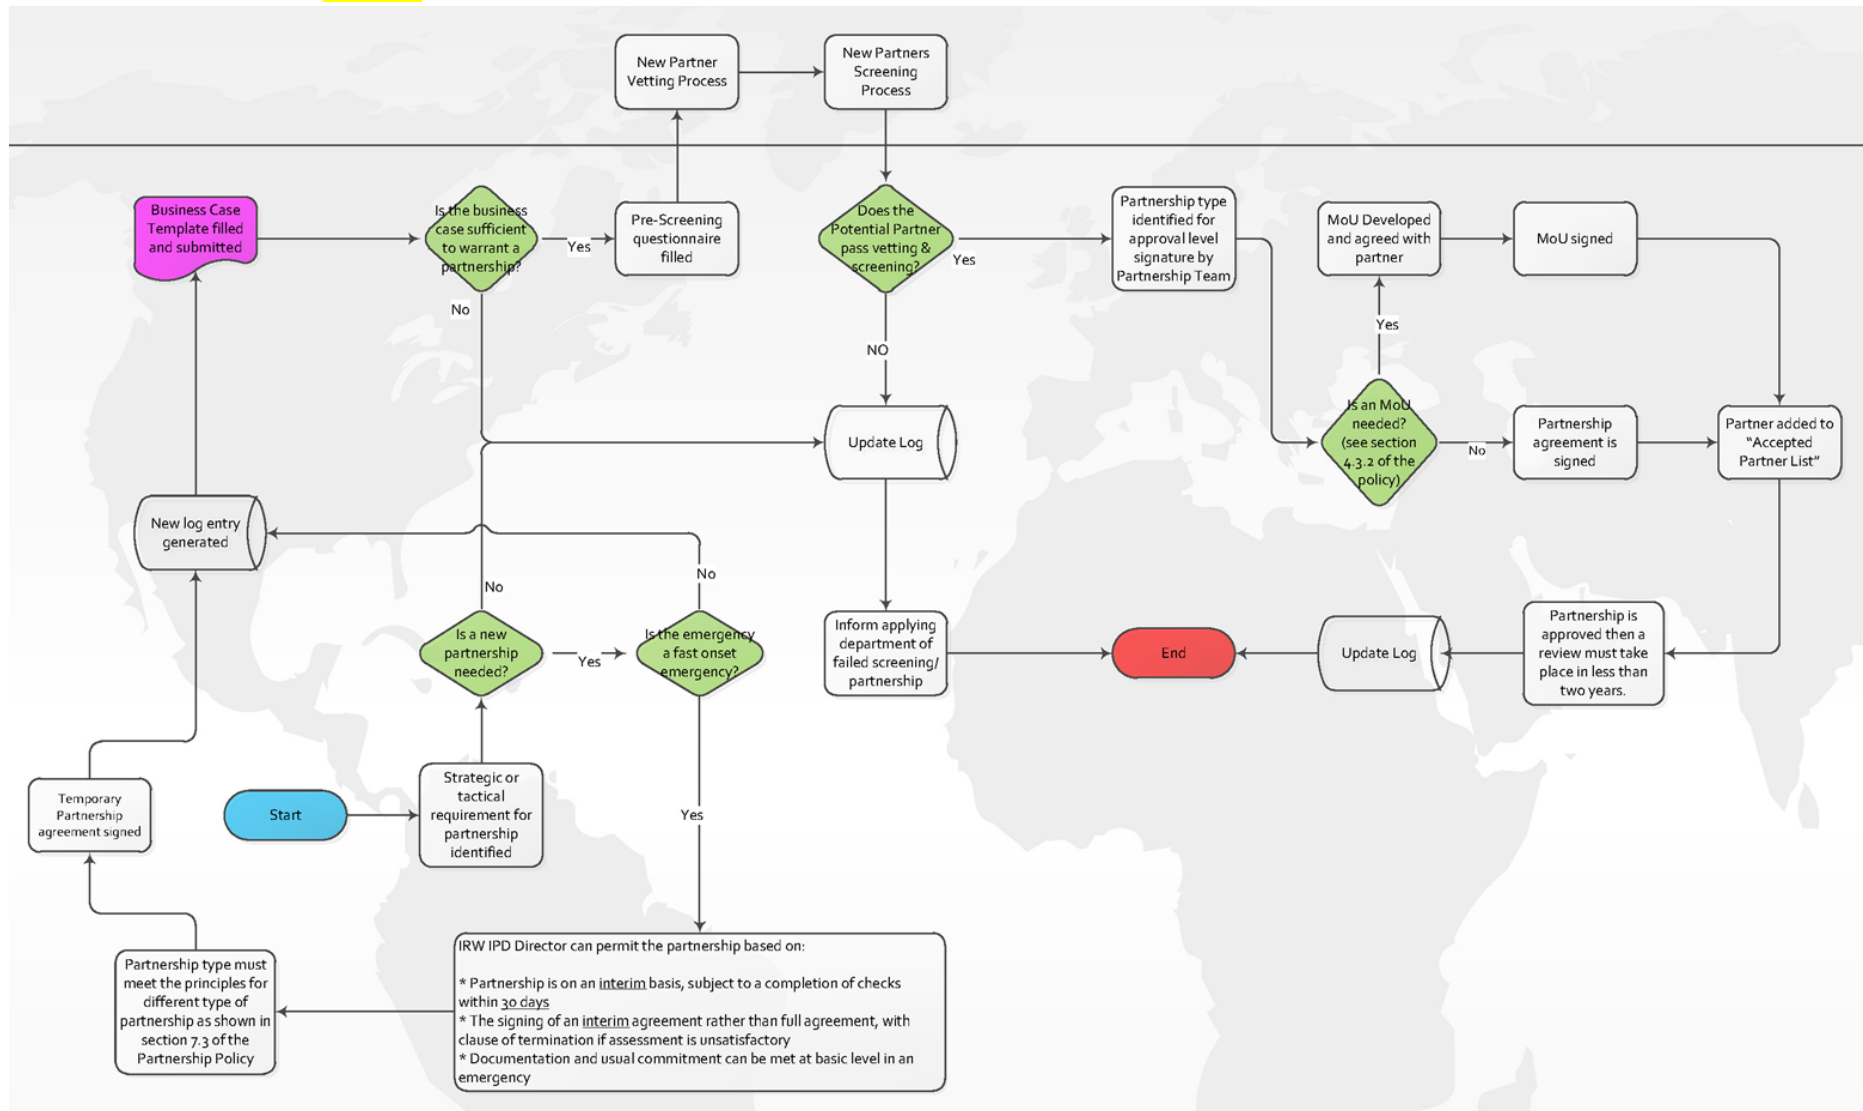 New Partner
Vetting Process
New Partners
Screening
Process
Business Case
Template filled
and submitted
Is the business
case sufficient
to warrant a
partnership?
Yes
No
Pre-Screening
questionnaire
filled
Does the
Potential Partner
pass vetting &
screening?
Yes
NO
Partnership type
identified for
approval level
signature by
Partnership Team
MoU Developed
and agreed with
partner
MoU signed
Yes
Is an MoU
needed?
(see section
4.3.2 of the
policy)
No
Partnership
agreement is
signed
Partner added to
“Accepted
Partner List”
Update Log
New log entry
generated
No
No
Is a new
partnership
needed?
Yes
Is the emergency
a fast onset
emergency?
Yes
Inform applying
department of
failed screening/
partnership
End
Update Log
Partnership is
approved then a
review must take
place in less than
two years.
Temporary
Partnership
agreement signed
Start
Strategic or
tactical
requirement for
partnership
identified
Partnership type must
meet the principles for
different type of
partnership as shown in
section 7.3 of the
Partnership Policy
IRW IPD Director can permit the partnership based on:
* Partnership is on an interim basis, subject to a completion of checks
within 30 days
* The signing of an interim agreement rather than full agreement, with
clause of termination if assessment is unsatisfactory
* Documentation and usual commitment can be met at basic level in an
emergency